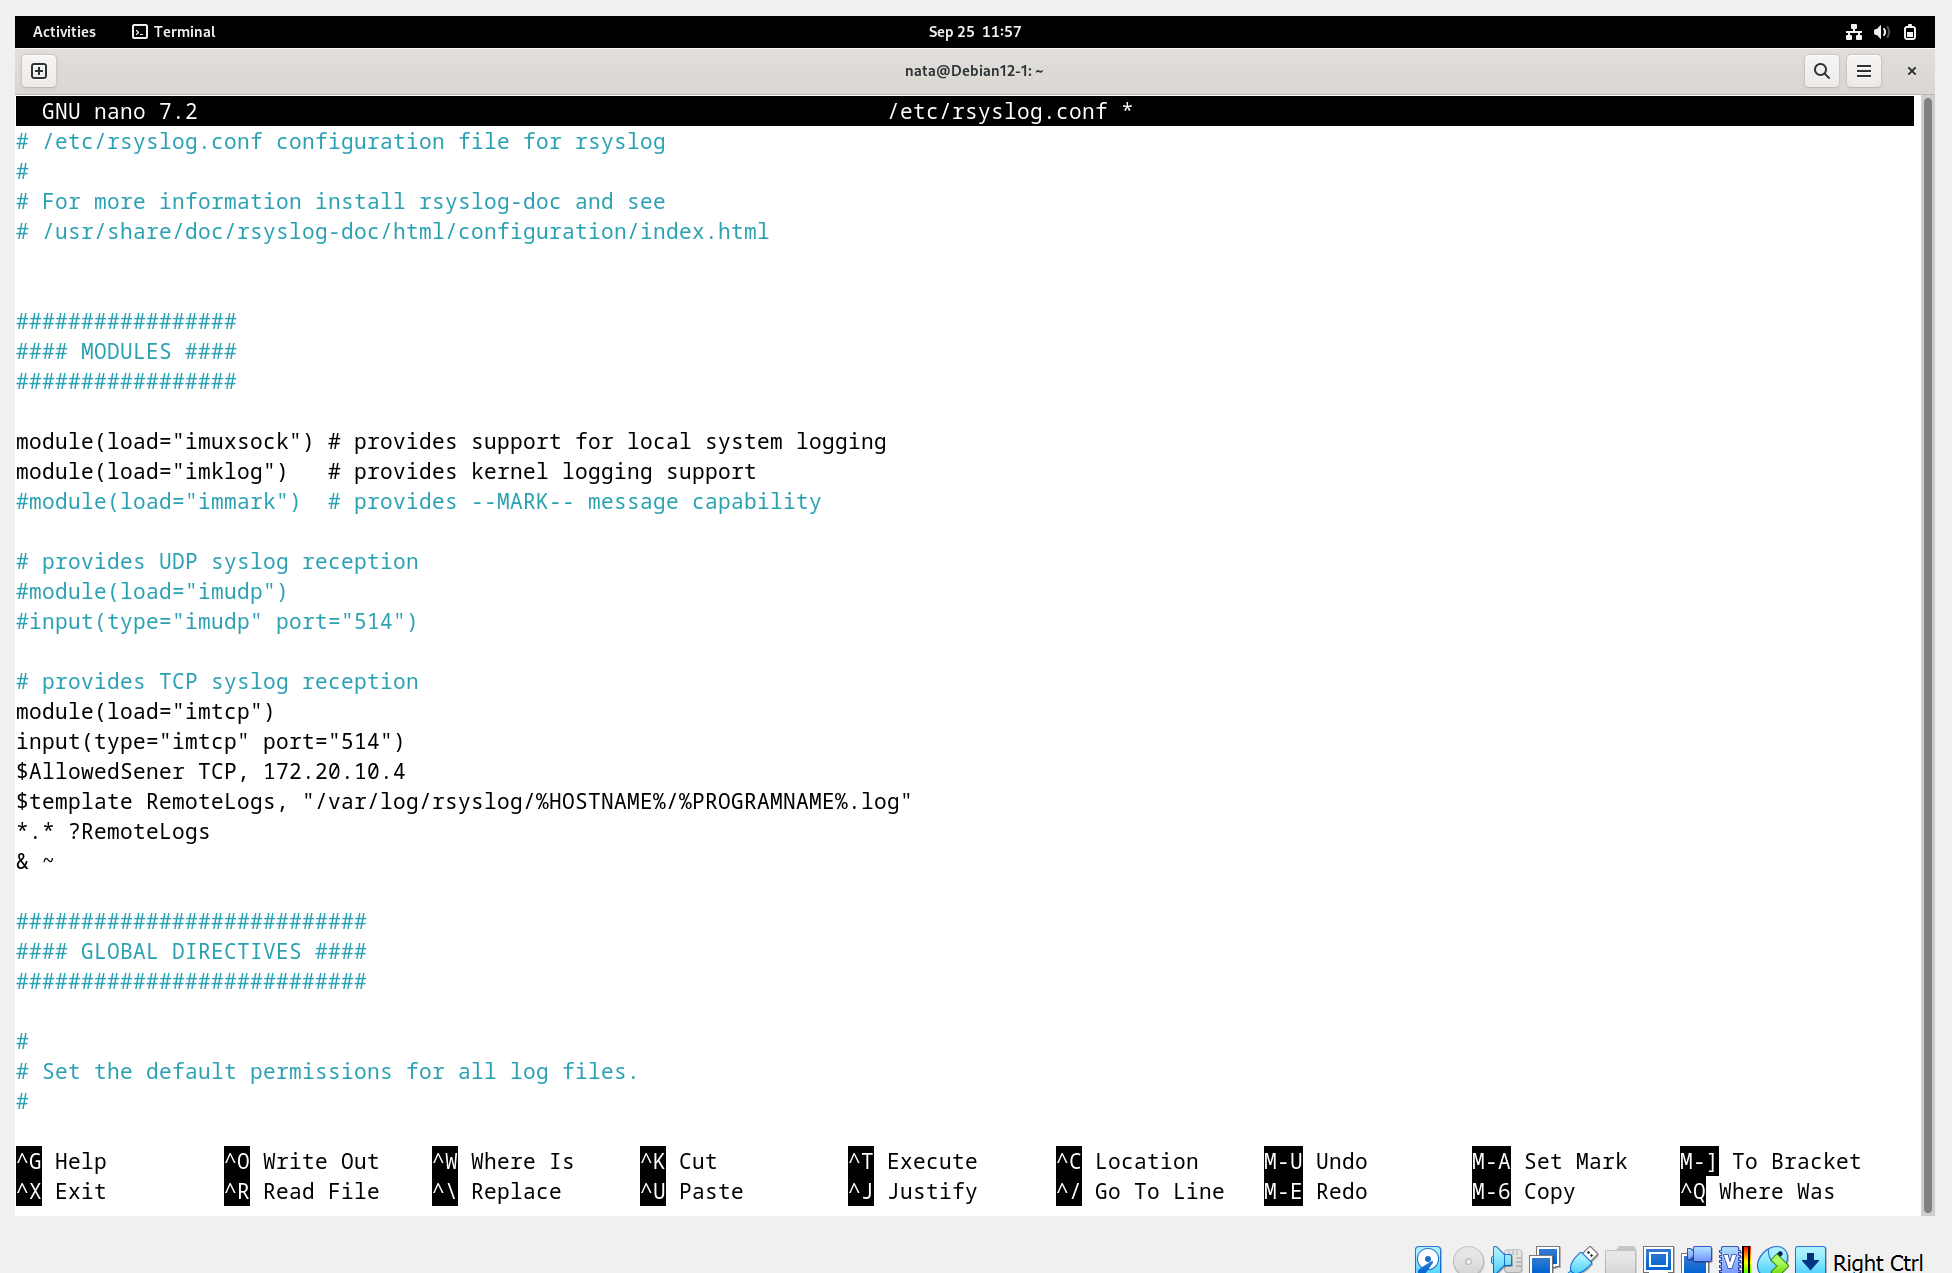 Activities Terminal Sep 25 11:57
nata@Debian12-1: ~
GNU nano 7.2 /etc/rsyslog.conf *
# /etc/rsyslog.conf configuration file for rsyslog
#
# For more information install rsyslog-doc and see
# /usr/share/doc/rsyslog-doc/html/configuration/index.html
#################
#### MODULES ####
#################
module(load="imuxsock") # provides support for local system logging
module(load="imklog")   # provides kernel logging support
#module(load="immark")  # provides --MARK-- message capability
# provides UDP syslog reception
#module(load="imudp")
#input(type="imudp" port="514")
# provides TCP syslog reception
module(load="imtcp")
input(type="imtcp" port="514")
$AllowedSener TCP, 172.20.10.4
$template RemoteLogs, "/var/log/rsyslog/%HOSTNAME%/%PROGRAMNAME%.log"
*.* ?RemoteLogs
& ~
###########################
#### GLOBAL DIRECTIVES ####
###########################
#
# Set the default permissions for all log files.
#
^G Help ^O Write Out ^W Where Is ^K Cut ^T Execute ^C Location M-U Undo M-A Set Mark M-] To Bracket
^X Exit ^R Read File ^\ Replace ^U Paste ^J Justify ^/ Go To Line M-E Redo M-6 Copy ^Q Where Was
Right Ctrl